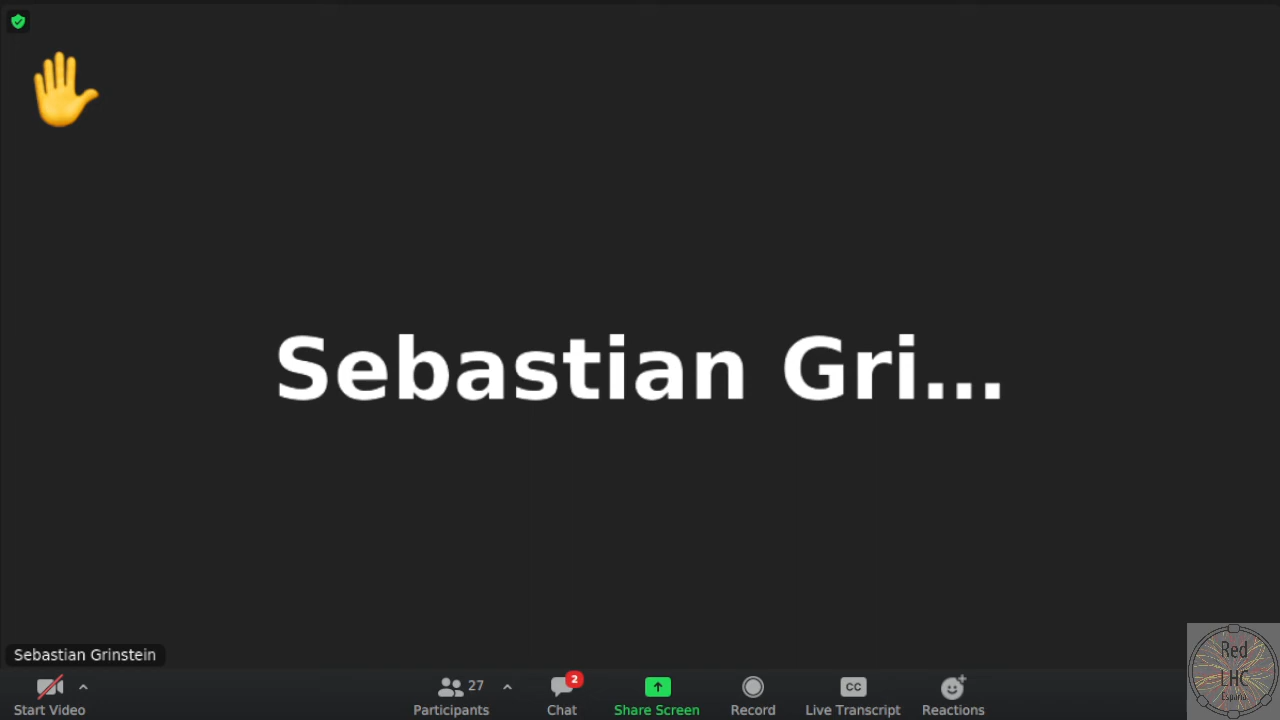 Sebastian Gri...
Sebastian Grinstein
Start Video
27
Participants
2
Chat
Share Screen
Record
CC
Live Transcript
Reactions
Red
LHC
España